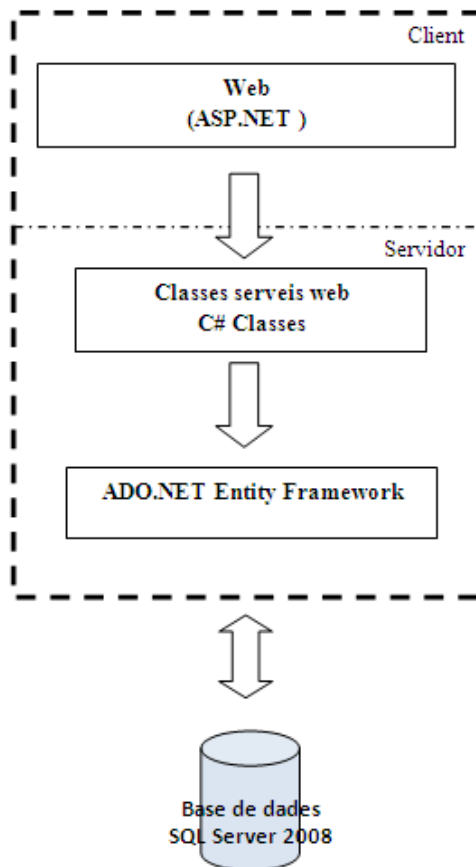 Client
Web
(ASP.NET )
Servidor
Classes serveis web
C# Classes
ADO.NET Entity Framework
Base de dades
SQL Server 2008